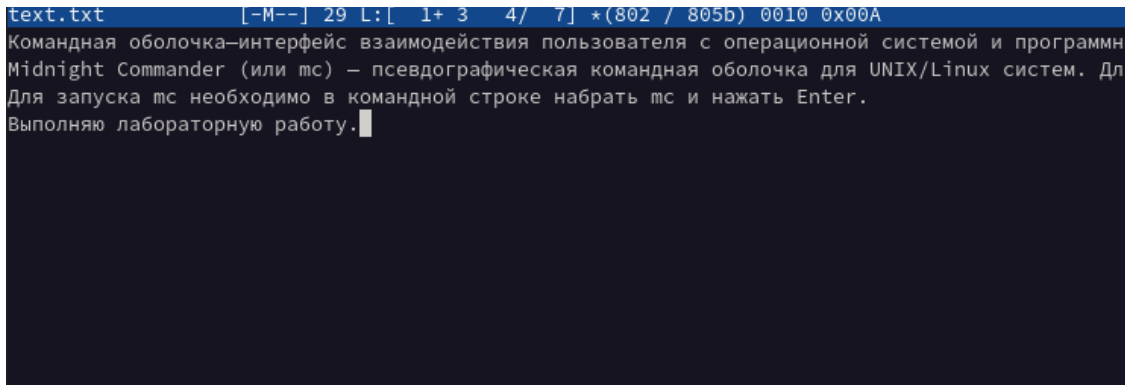 text.txt [-M--] 29 L:[ 1+ 3 4/ 7] *(802 / 805b) 0010 0x00A
Командная оболочка—интерфейс взаимодействия пользователя с операционной системой и программн
Midnight Commander (или mc) — псевдографическая командная оболочка для UNIX/Linux систем. Дл
Для запуска mc необходимо в командной строке набрать mc и нажать Enter.
Выполняю лабораторную работу.